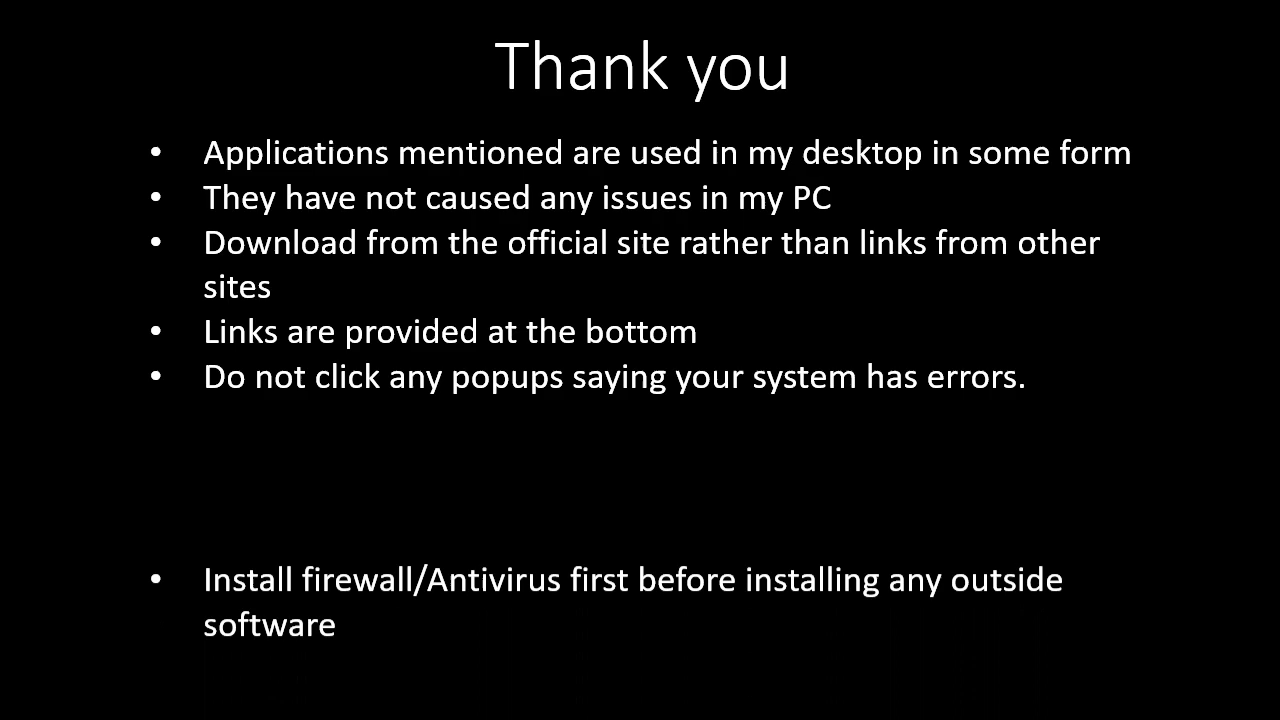 Thank you
• Applications mentioned are used in my desktop in some form
• They have not caused any issues in my PC
• Download from the official site rather than links from other
sites
• Links are provided at the bottom
• Do not click any popups saying your system has errors.
• Install firewall/Antivirus first before installing any outside
software